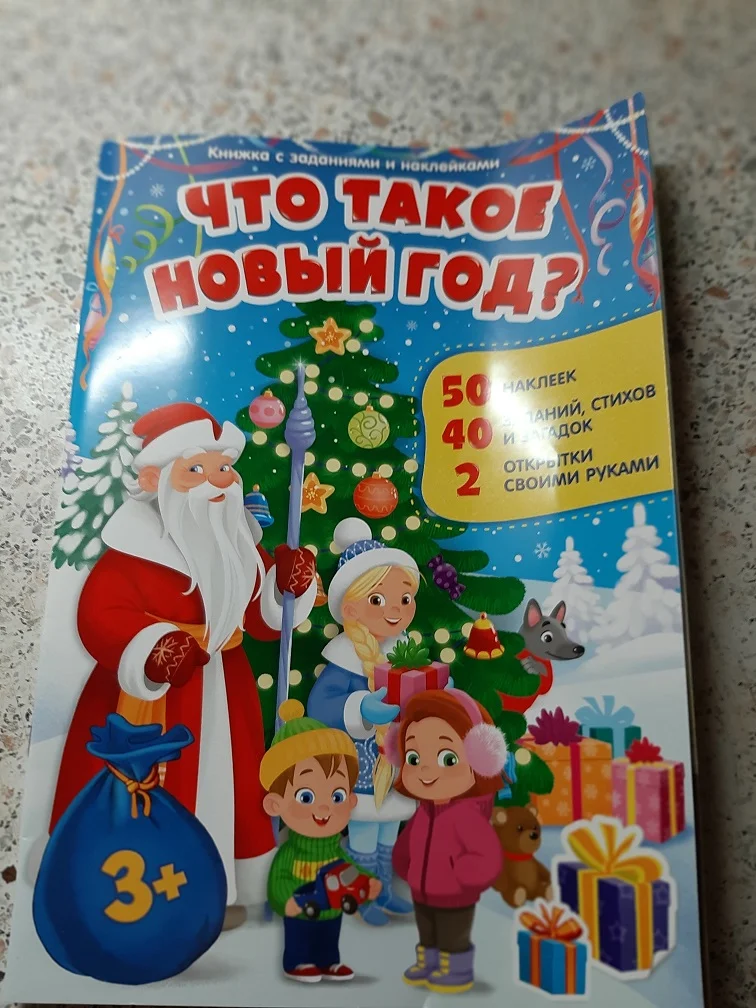 Книжка с заданиями и наклейками
ЧТО ТАКОЕ
НОВЫЙ ГОД?
50 НАКЛЕЕК
40 ЗАДАНИЙ, СТИХОВ
И ЗАГАДОК
2 ОТКРЫТКИ
СВОИМИ РУКАМИ
3+